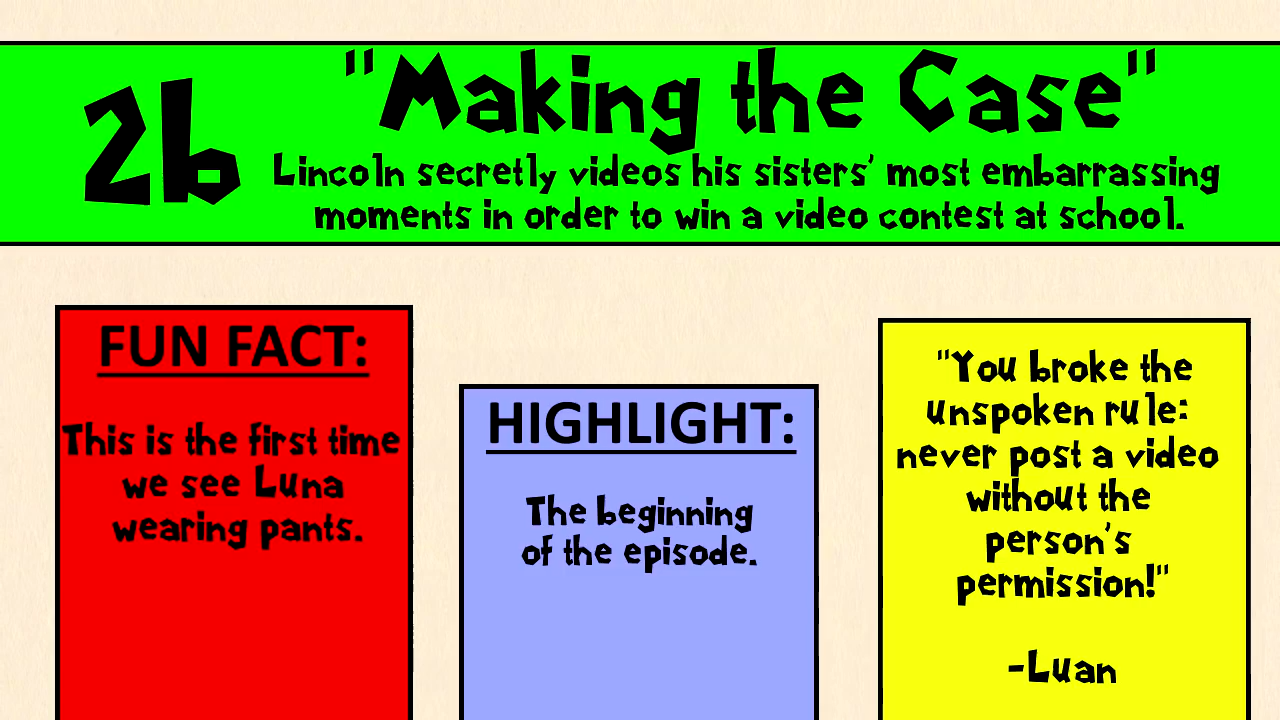 2b
"Making the Case"
Lincoln secretly videos his sisters' most embarrassing
moments in order to win a video contest at school.
FUN FACT:
This is the first time
we see Luna
wearing pants.
HIGHLIGHT:
The beginning
of the episode.
"You broke the
unspoken rule:
never post a video
without the
person's
permission!"
-Luan